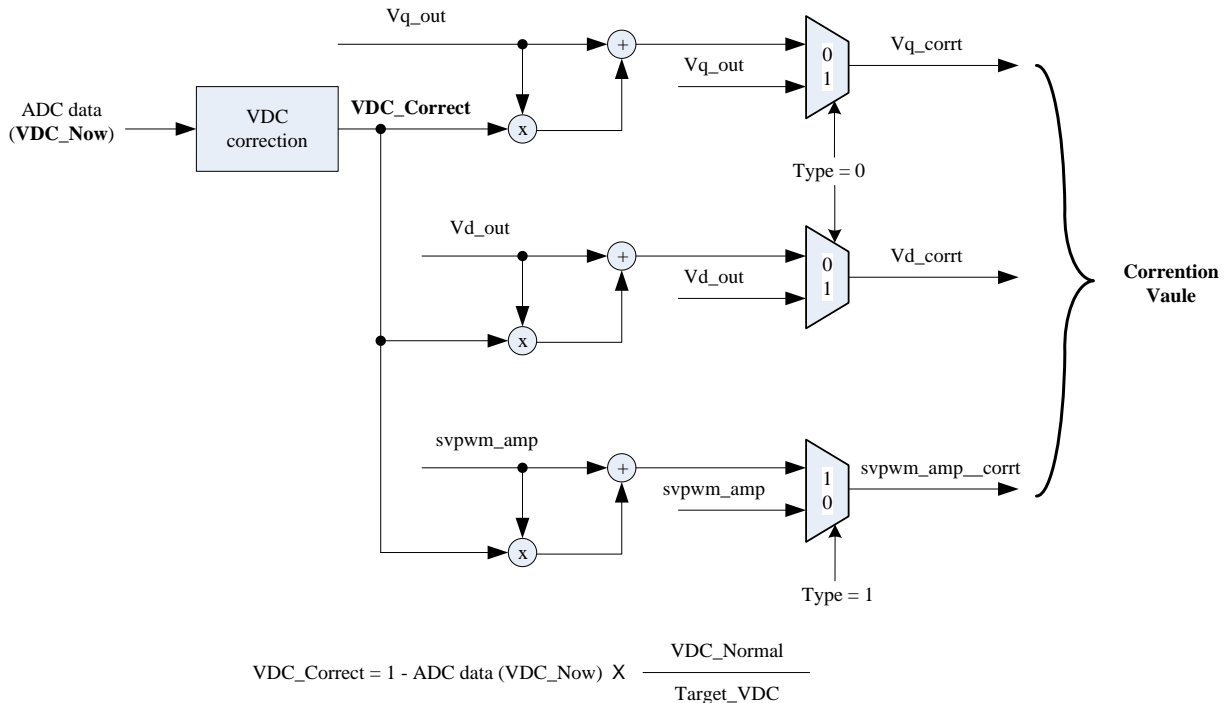 Vq_out
+
Vq_out
0
1
Vq_corrt
ADC data
(VDC_Now)
VDC
correction
VDC_Correct
x
Type = 0
Vd_out
+
Vd_out
0
1
Vd_corrt
x
Corrention
Vaule
svpwm_amp
+
svpwm_amp
1
0
svpwm_amp__corrt
x
Type = 1
VDC_Correct = 1 - ADC data (VDC_Now) X
VDC_Normal
Target_VDC